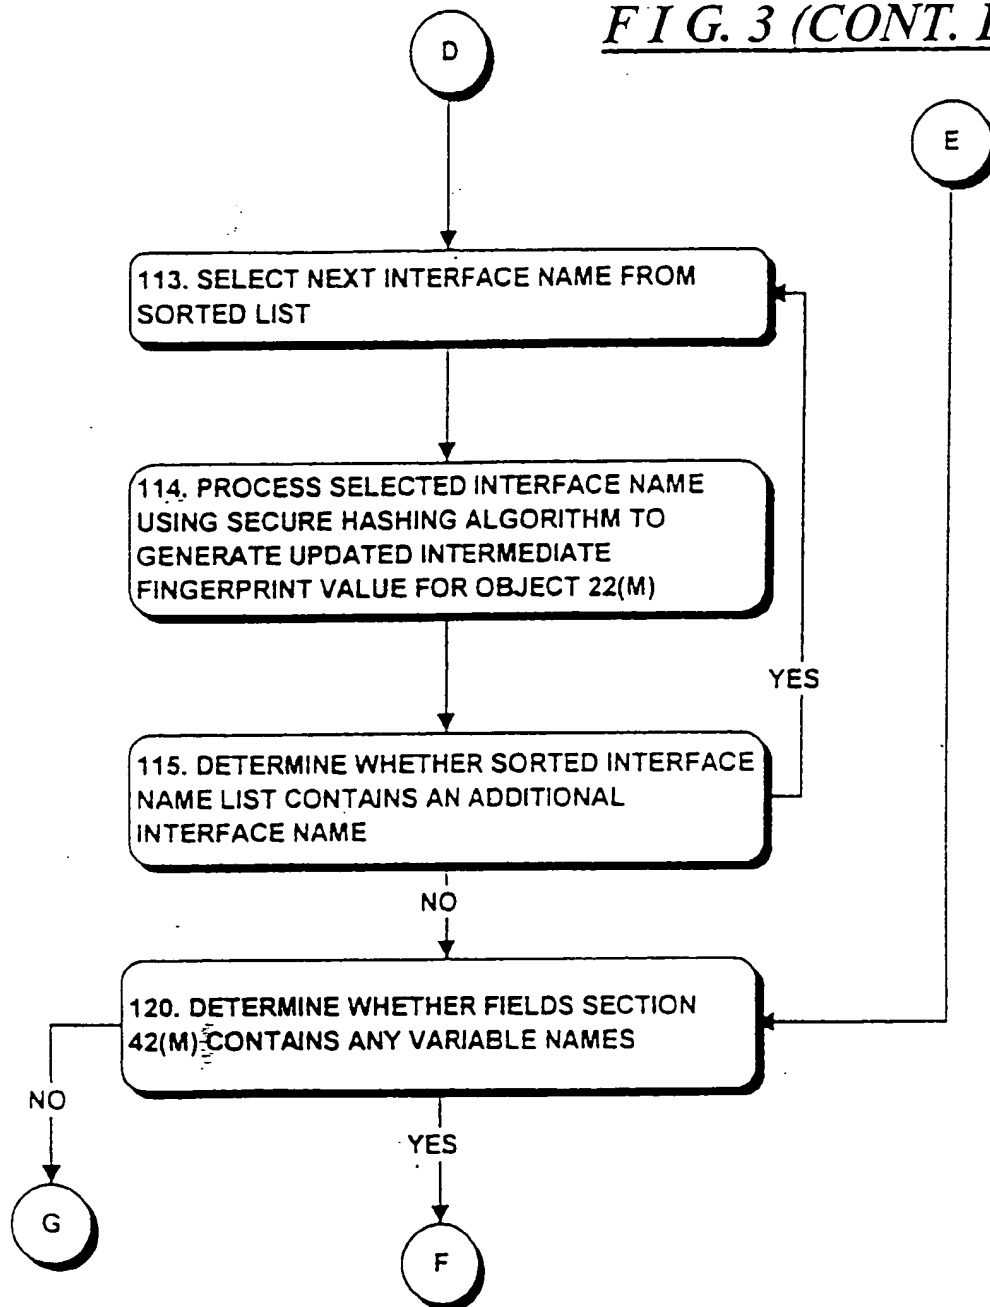 F I G. 3 (CONT.
D
E
113. SELECT NEXT INTERFACE NAME FROM
SORTED LIST
114. PROCESS SELECTED INTERFACE NAME
USING SECURE HASHING ALGORITHM TO
GENERATE UPDATED INTERMEDIATE
FINGERPRINT VALUE FOR OBJECT 22(M)
YES
115. DETERMINE WHETHER SORTED INTERFACE
NAME LIST CONTAINS AN ADDITIONAL
INTERFACE NAME
NO
120. DETERMINE WHETHER FIELDS SECTION
42(M) CONTAINS ANY VARIABLE NAMES
NO
YES
G
F